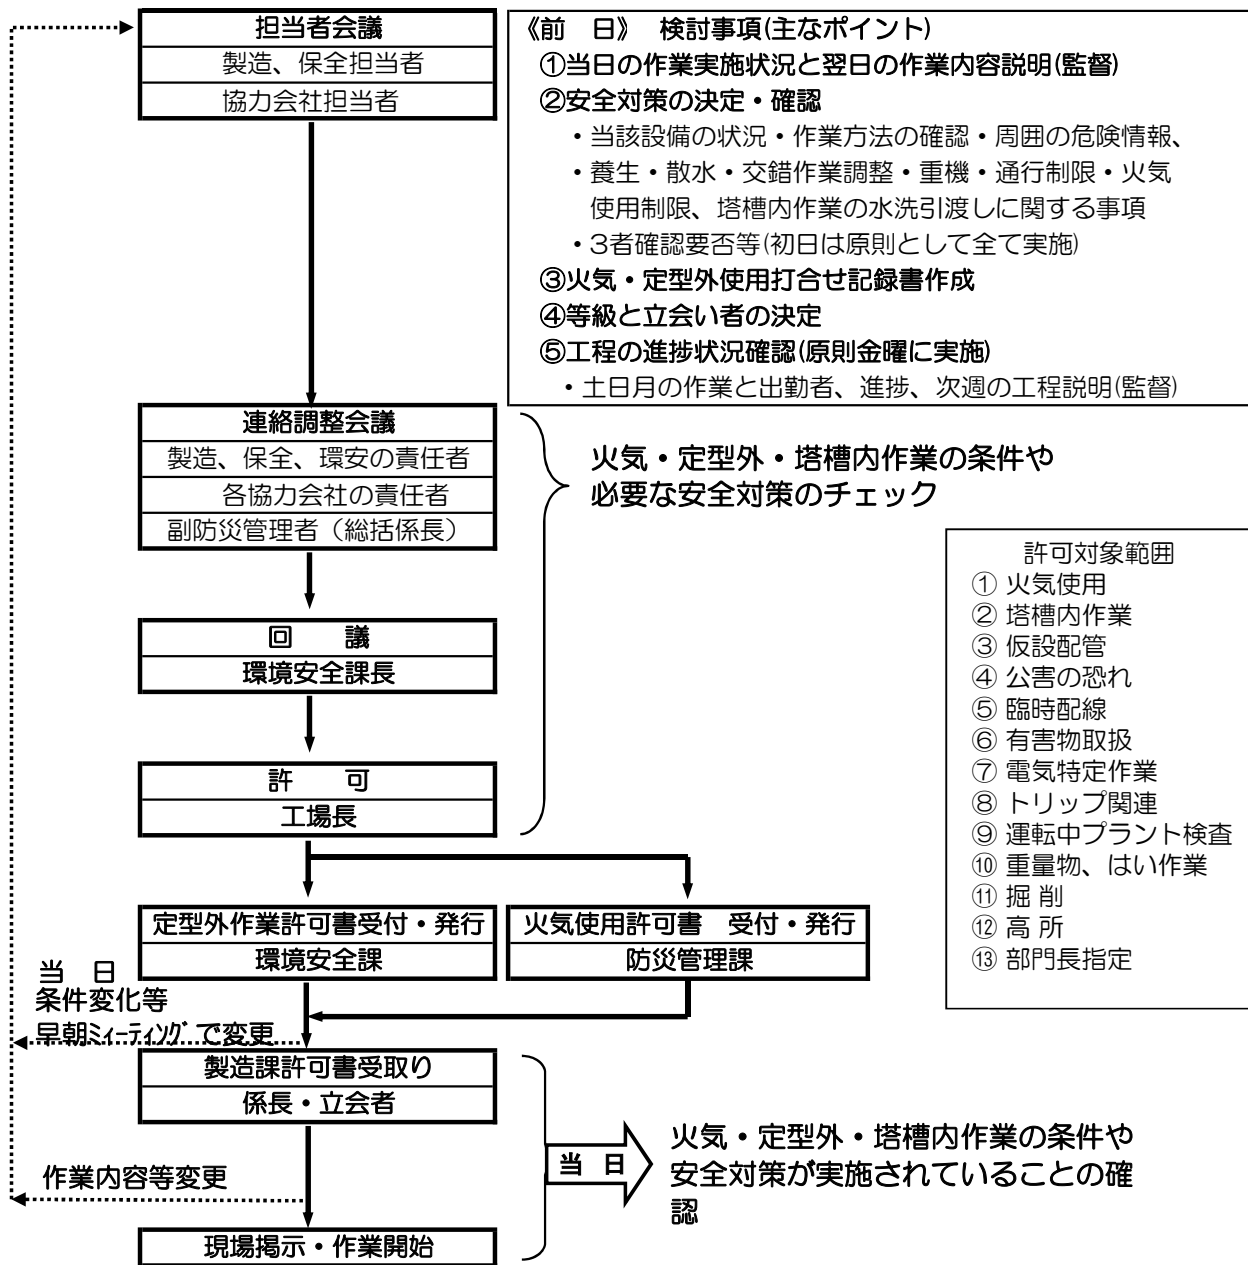 担当者会議
製造、保全担当者
協力会社担当者
《前　日》　検討事項(主なポイント)
①当日の作業実施状況と翌日の作業内容説明(監督)
②安全対策の決定・確認
・当該設備の状況・作業方法の確認・周囲の危険情報、
・養生・散水・交錯作業調整・重機・通行制限・火気
使用制限、塔槽内作業の水洗引渡しに関する事項
・3者確認要否等(初日は原則として全て実施)
③火気・定型外使用打合せ記録書作成
④等級と立会い者の決定
⑤工程の進捗状況確認(原則金曜に実施)
・土日月の作業と出勤者、進捗、次週の工程説明(監督)
連絡調整会議
製造、保全、環安の責任者
各協力会社の責任者
副防災管理者（総括係長）
火気・定型外・塔槽内作業の条件や
必要な安全対策のチェック
回　　議
環境安全課長
許　　可
工場長
許可対象範囲
① 火気使用
② 塔槽内作業
③ 仮設配管
④ 公害の恐れ
⑤ 臨時配線
⑥ 有害物取扱
⑦ 電気特定作業
⑧ トリップ関連
⑨ 運転中プラント検査
⑩ 重量物、はい作業
⑪ 掘 削
⑫ 高 所
⑬ 部門長指定
定型外作業許可書受付・発行
環境安全課
火気使用許可書　受付・発行
防災管理課
当　日
条件変化等
早朝ﾐｨｰﾃｨﾝｸﾞで変更
製造課許可書受取り
係長・立会者
作業内容等変更
現場掲示・作業開始
当　日
火気・定型外・塔槽内作業の条件や
安全対策が実施されていることの確
認